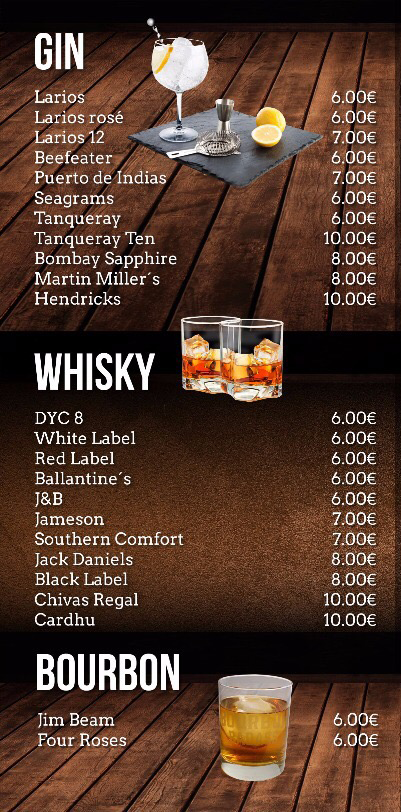 GIN
Larios 6.00€
Larios rosé 6.00€
Larios 12 7.00€
Beefeater 6.00€
Puerto de Indias 7.00€
Seagrams 6.00€
Tanqueray 6.00€
Tanqueray Ten 10.00€
Bombay Sapphire 8.00€
Martin Miller´s 8.00€
Hendricks 10.00€
WHISKY
DYC 8 6.00€
White Label 6.00€
Red Label 6.00€
Ballantine´s 6.00€
J&B 6.00€
Jameson 7.00€
Southern Comfort 7.00€
Jack Daniels 8.00€
Black Label 8.00€
Chivas Regal 10.00€
Cardhu 10.00€
BOURBON
Jim Beam 6.00€
Four Roses 6.00€